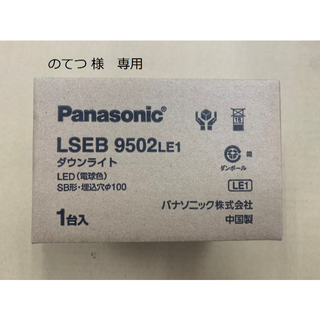 のてつ 様　専用
Panasonic®
LSEB 9502LE1
ダウンライト
LED(電球色)
SB形・埋込穴φ100
1台入
段ボール
LE1
パナソニック株式会社
中国製